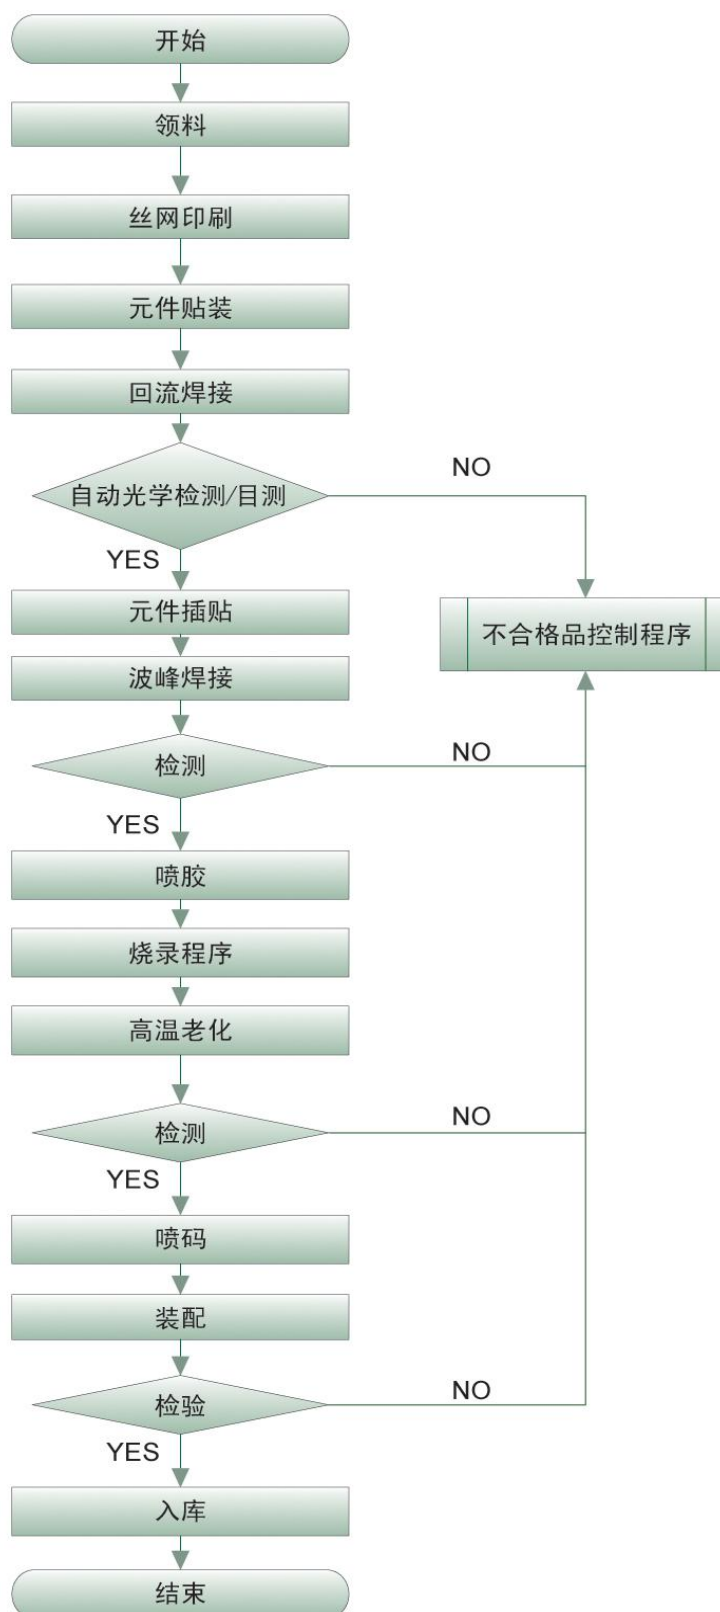 开始
领料
丝网印刷
元件贴装
回流焊接
自动光学检测/目测
NO
YES
元件插贴
不合格品控制程序
波峰焊接
检测
NO
YES
喷胶
烧录程序
高温老化
检测
NO
YES
喷码
装配
检验
NO
YES
入库
结束